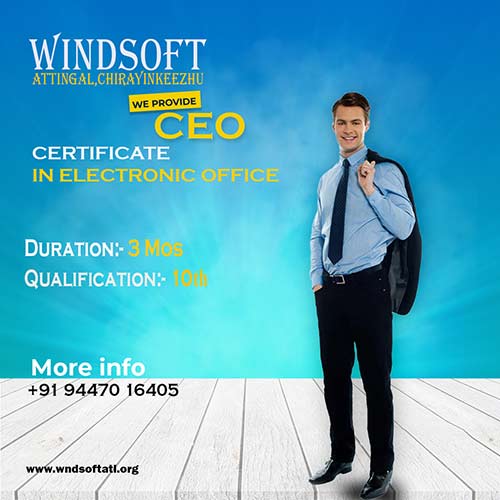 WINDSOFT
ATTINGAL,CHIRAYINKEEZHU
WE PROVIDE
CEO
CERTIFICATE
IN ELECTRONIC OFFICE
DURATION:- 3 MOS
QUALIFICATION:- 10th
More info
+91 94470 16405
www.wndsoftatl.org